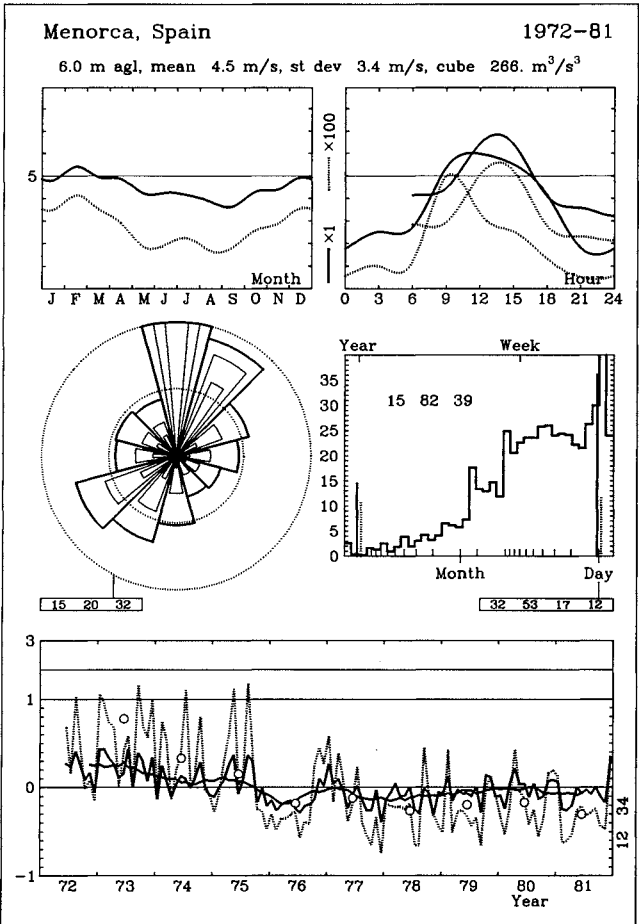 Menorca, Spain 1972-81
6.0 m agl, mean 4.5 m/s, st dev 3.4 m/s, cube 266. m³/s³
5
×1 ×100
Month
J F M A M J J A S O N D
Hour
0 3 6 9 12 15 18 21 24
Year Week
35
30
25
20
15
10
5
0
15 82 39
Month Day
15 20 32
32 53 17 12
3
1
0
-1
12 34
72 73 74 75 76 77 78 79 80 81
Year